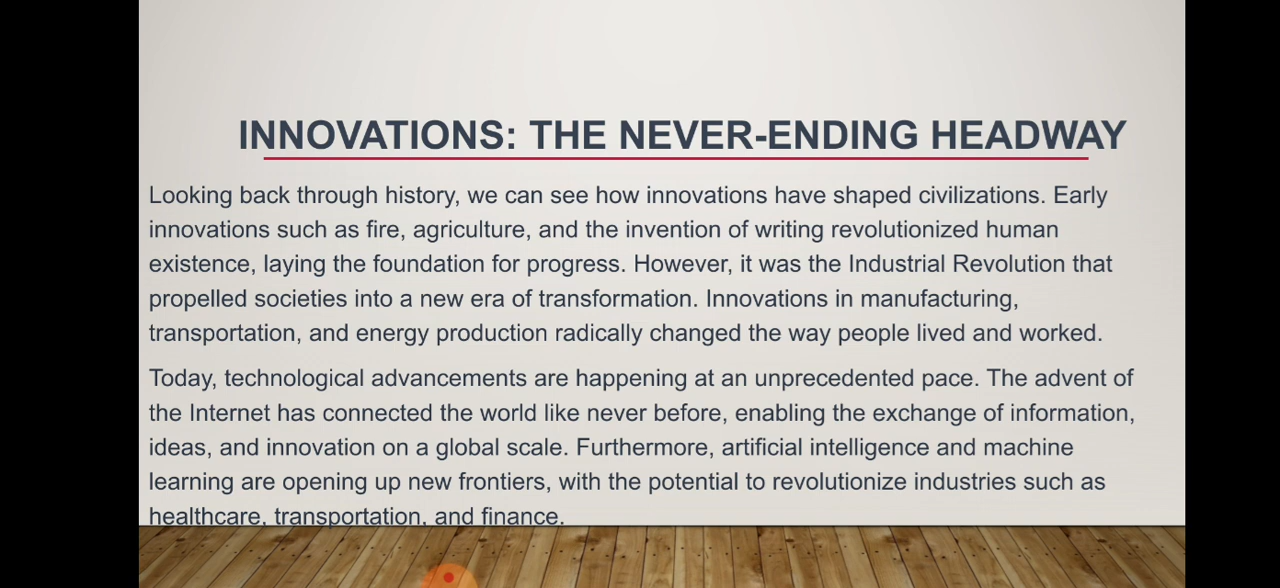 INNOVATIONS: THE NEVER-ENDING HEADWAY
Looking back through history, we can see how innovations have shaped civilizations. Early
innovations such as fire, agriculture, and the invention of writing revolutionized human
existence, laying the foundation for progress. However, it was the Industrial Revolution that
propelled societies into a new era of transformation. Innovations in manufacturing,
transportation, and energy production radically changed the way people lived and worked.
Today, technological advancements are happening at an unprecedented pace. The advent of
the Internet has connected the world like never before, enabling the exchange of information,
ideas, and innovation on a global scale. Furthermore, artificial intelligence and machine
learning are opening up new frontiers, with the potential to revolutionize industries such as
healthcare, transportation, and finance.